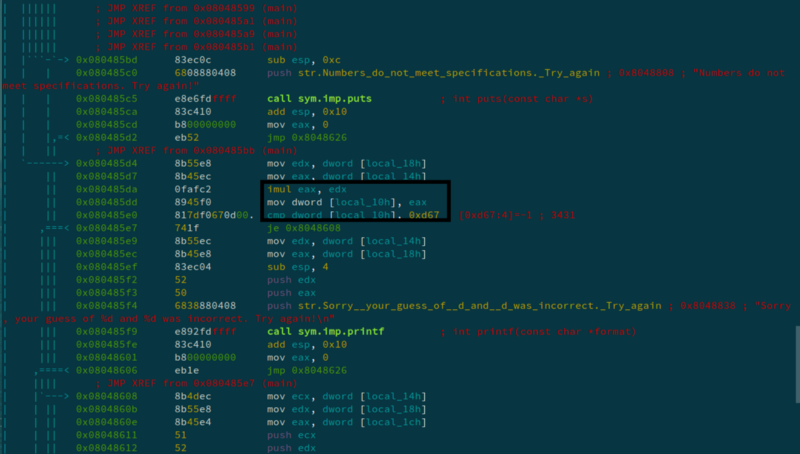 ; JMP XREF from 0x08048599 (main)
; JMP XREF from 0x080485a1 (main)
; JMP XREF from 0x080485a0 (main)
; JMP XREF from 0x080485b1 (main)
0x080485bd 83ec0c sub esp, 0xc
0x080485c0 6808880408 push str.Numbers_do_not_meet_specifications._Try_again ; 0x8048808 ; "Numbers do not
meet specifications. Try again!"
0x080485c5 e8e6fdffff call sym.imp.puts ; int puts(const char *s)
0x080485ca 83c410 add esp, 0x10
0x080485cd b800000000 mov eax, 0
0x080485d2 eb52 jmp 0x8048626
; JMP XREF from 0x080485bb (main)
0x080485d4 8b55e8 mov edx, dword [local_18h]
0x080485d7 8b45ec mov eax, dword [local_14h]
0x080485da 0fafc2 imul eax, edx
0x080485dd 8945f0 mov dword [local_10h], eax
0x080485e0 817df0670d00. cmp dword [local_10h], 0xd67 [0xd67:4]=-1 ; 3431
0x080485e7 741f je 0x8048608
0x080485e9 8b55ec mov edx, dword [local_14h]
0x080485ec 8b45e8 mov eax, dword [local_18h]
0x080485ef 83ec04 sub esp, 4
0x080485f2 52 push edx
0x080485f3 50 push eax
0x080485f4 6838880408 push str.Sorry__your_guess_of__d_and__d_was_incorrect._Try_again ; 0x8048838 ; "Sorry
, your guess of %d and %d was incorrect. Try again!\n"
0x080485f9 e892fdffff call sym.imp.printf ; int printf(const char *format)
0x080485fe 83c410 add esp, 0x10
0x08048601 b800000000 mov eax, 0
0x08048606 eb1e jmp 0x8048626
; JMP XREF from 0x080485e7 (main)
0x08048608 8b4dec mov ecx, dword [local_14h]
0x0804860b 8b55e8 mov edx, dword [local_18h]
0x0804860e 8b45e4 mov eax, dword [local_1ch]
0x08048611 51 push ecx
0x08048612 52 push edx